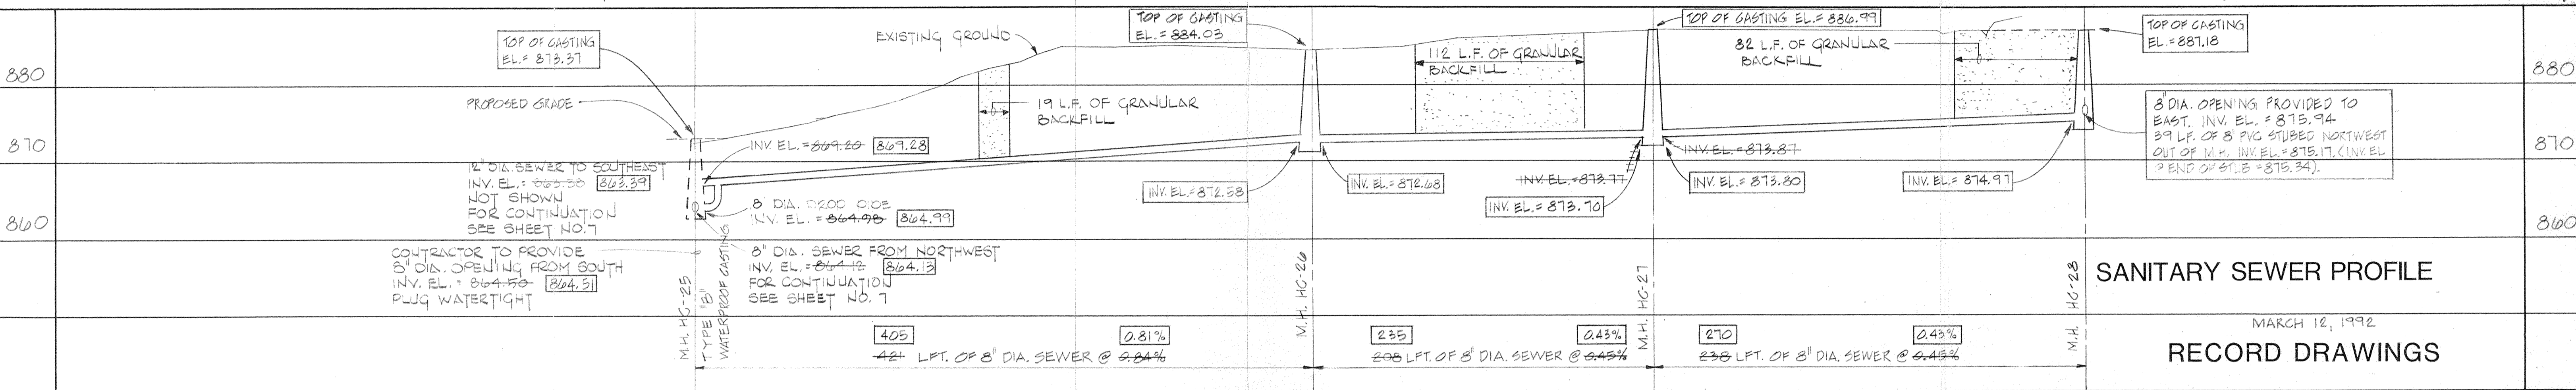 880
870
860
TOP OF CASTING
EL.= 873.37
PROPOSED GRADE
EXISTING GROUND
19 L.F. OF GRANULAR
BACKFILL
INV. EL.= 869.20 869.28
12" DIA. SEWER TO SOUTHEAST
INV. EL.= 863.39
NOT SHOWN
FOR CONTINUATION
SEE SHEET NO. 7
8" DIA. DROP
INV. EL. = 864.98 864.99
CONTRACTOR TO PROVIDE
8" DIA. OPENING FROM SOUTH
INV. EL. = 864.50 864.51
PLUG WATERTIGHT
8" DIA. SEWER FROM NORTHWEST
INV. EL. = 864.12 864.13
FOR CONTINUATION
SEE SHEET NO. 7
M.H. HG-25
TYPE "B"
WATERPROOF CASTING
TOP OF CASTING
EL. = 884.03
INV. EL. = 872.58
INV. EL. = 872.68
M.H. HG-26
112 L.F. OF GRANULAR
BACKFILL
TOP OF CASTING EL.= 886.99
INV. EL. = 873.77
INV. EL. = 873.70
INV. EL. = 873.87
INV. EL. = 873.80
M.H. HG-27
82 L.F. OF GRANULAR
BACKFILL
INV. EL. = 874.97
TOP OF CASTING
EL. = 887.18
8" DIA. OPENING PROVIDED TO
EAST. INV. EL. = 875.94
39 LF. OF 8" PVC STUBED NORTHWEST
OUT OF M.H. INV. EL. = 875.17. (INV. EL
@ END OF STUB = 875.34).
M.H. HG-28
880
870
860
405 0.81%
421 LFT. OF 8" DIA. SEWER @ 0.84%
235 0.43%
208 LFT. OF 8" DIA. SEWER @ 0.45%
270 0.43%
238 LFT. OF 8" DIA. SEWER @ 0.45%
SANITARY SEWER PROFILE
MARCH 12, 1992
RECORD DRAWINGS